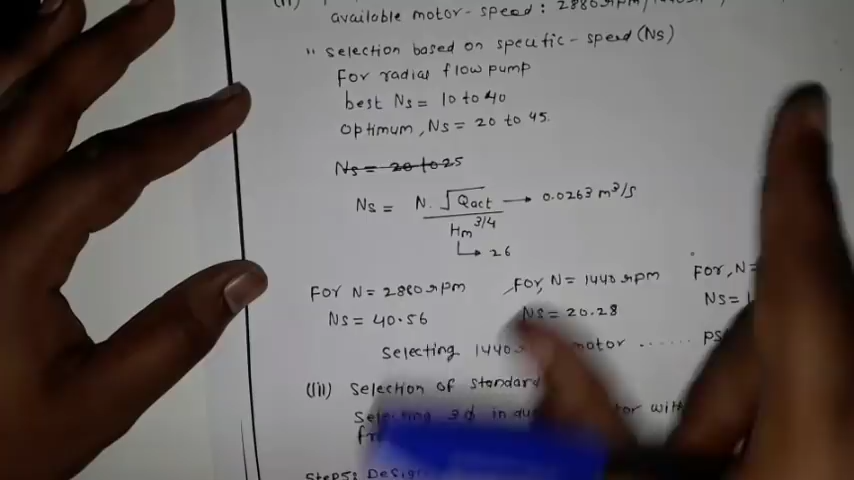 available motor-speed : 2880 rpm/1440
" selection based on specific-speed (Ns)
For radial flow pump
best Ns = 10 to 40
optimum, Ns = 20 to 45.
Ns = 20 to 25
Ns = N.√Qact / Hm^3/4 → 0.0263 m³/s
↳ 26
For N = 2880 rpm For, N = 1440 rpm For, N=
Ns = 40.56 Ns = 20.28 Ns =
Selecting 1440 motor ......
(iii) Selection of standard
Selecting 3ϕ with
Step 5: